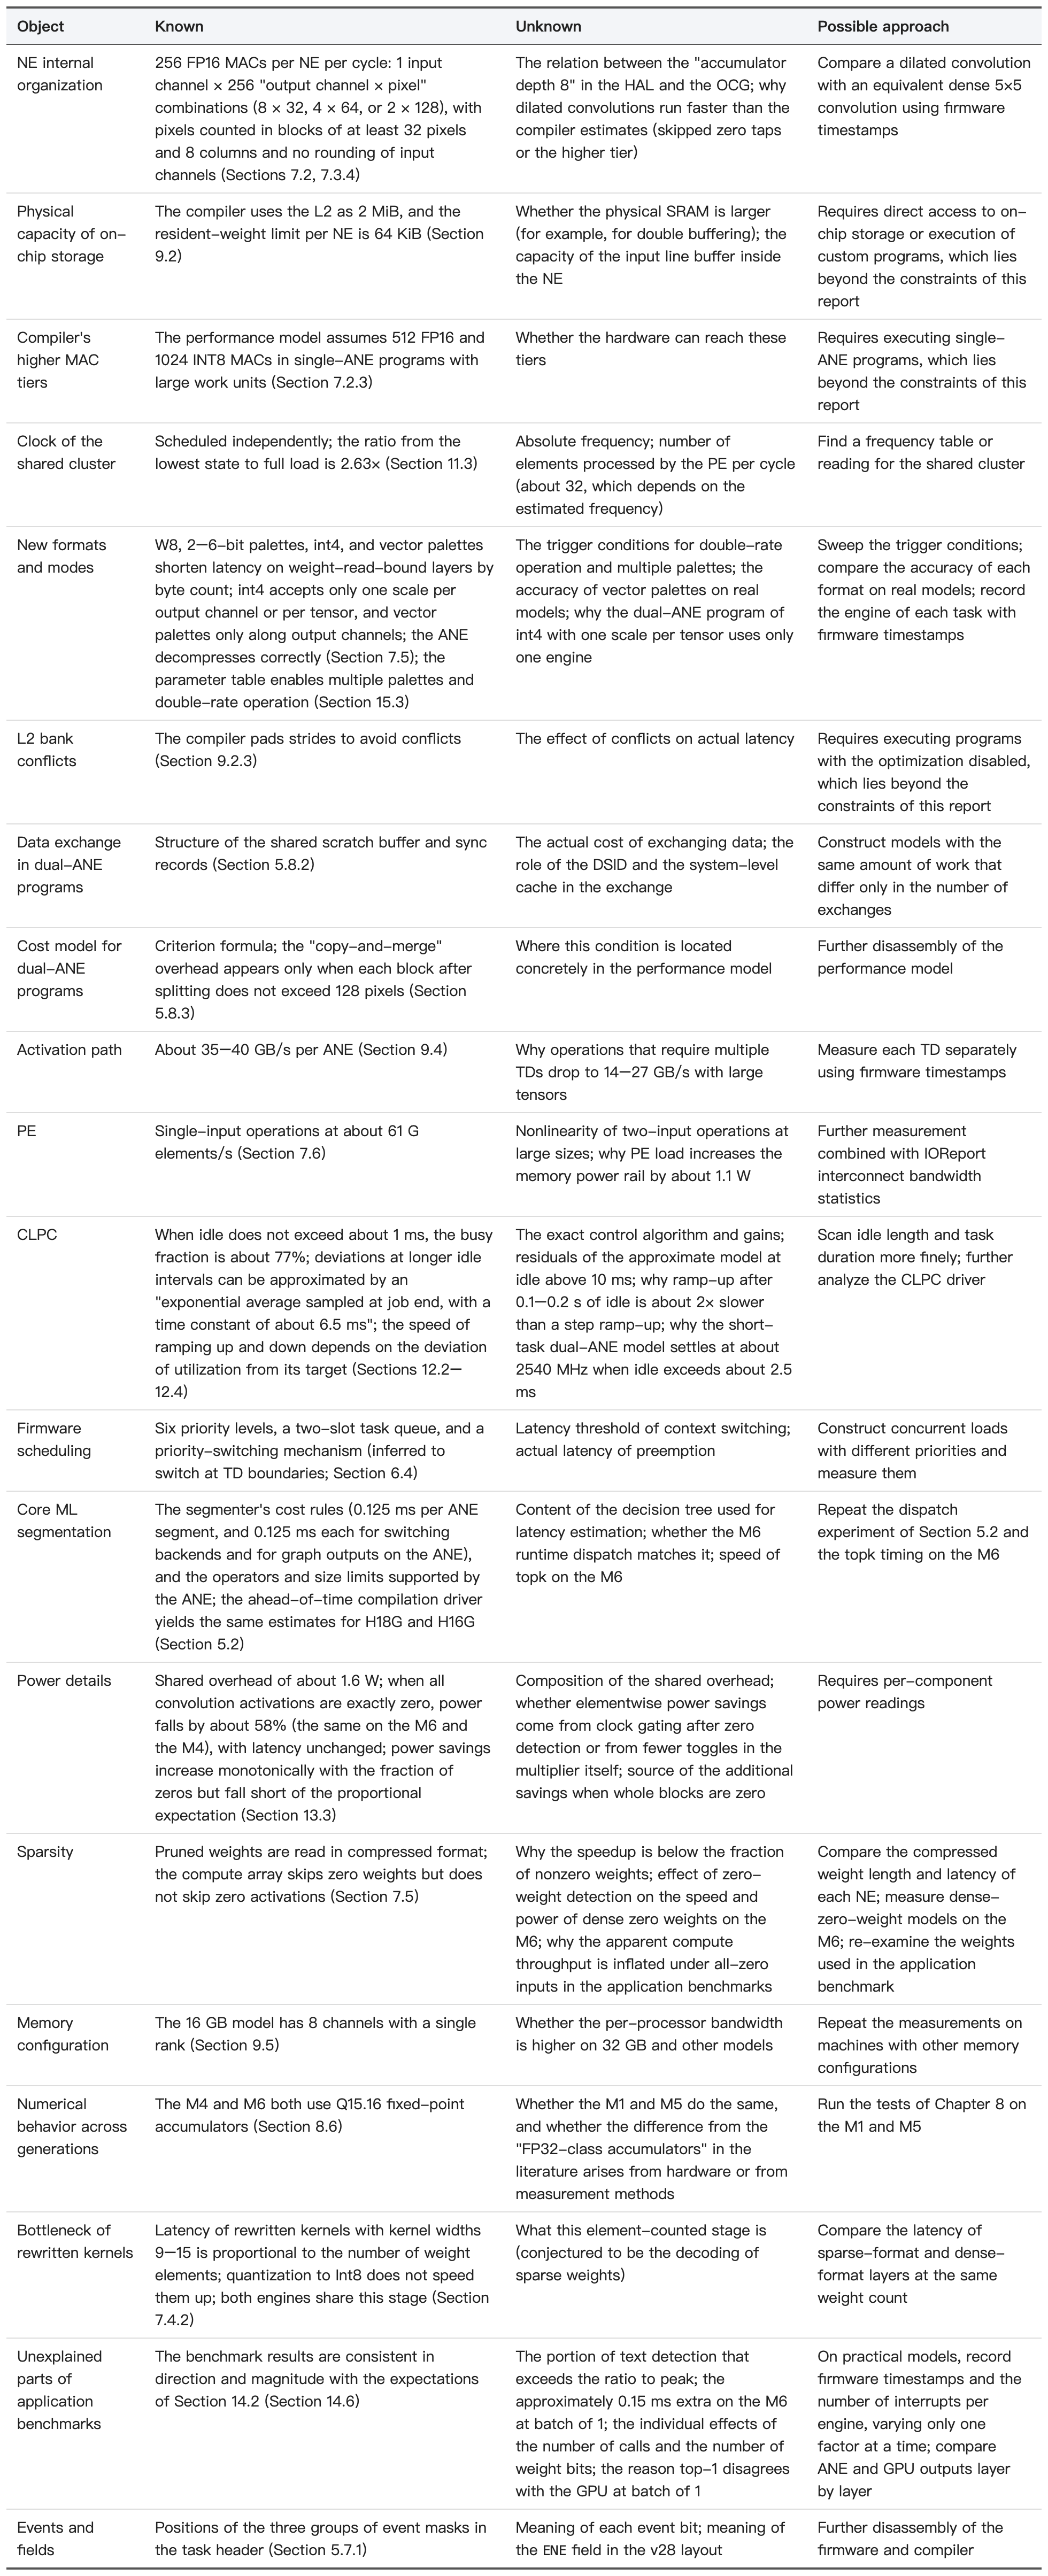 Object Known Unknown Possible approach
NE internal organization
256 FP16 MACs per NE per cycle: 1 input
channel × 256 "output channel × pixel"
combinations (8 × 32, 4 × 64, or 2 × 128), with
pixels counted in blocks of at least 32 pixels
and 8 columns and no rounding of input
channels (Sections 7.2, 7.3.4)
The relation between the "accumulator
depth 8" in the HAL and the OCG; why
dilated convolutions run faster than the
compiler estimates (skipped zero taps
or the higher tier)
Compare a dilated convolution
with an equivalent dense 5×5
convolution using firmware
timestamps
Physical
capacity of on-
chip storage
The compiler uses the L2 as 2 MiB, and the
resident-weight limit per NE is 64 KiB (Section
9.2)
Whether the physical SRAM is larger
(for example, for double buffering); the
capacity of the input line buffer inside
the NE
Requires direct access to on-
chip storage or execution of
custom programs, which lies
beyond the constraints of this
report
Compiler's
higher MAC
tiers
The performance model assumes 512 FP16 and
1024 INT8 MACs in single-ANE programs with
large work units (Section 7.2.3)
Whether the hardware can reach these
tiers
Requires executing single-
ANE programs, which lies
beyond the constraints of this
report
Clock of the
shared cluster
Scheduled independently; the ratio from the
lowest state to full load is 2.63× (Section 11.3)
Absolute frequency; number of
elements processed by the PE per cycle
(about 32, which depends on the
estimated frequency)
Find a frequency table or
reading for the shared cluster
New formats
and modes
W8, 2–6-bit palettes, int4, and vector palettes
shorten latency on weight-read-bound layers by
byte count; int4 accepts only one scale per
output channel or per tensor, and vector
palettes only along output channels; the ANE
decompresses correctly (Section 7.5); the
parameter table enables multiple palettes and
double-rate operation (Section 15.3)
The trigger conditions for double-rate
operation and multiple palettes; the
accuracy of vector palettes on real
models; why the dual-ANE program of
int4 with one scale per tensor uses only
one engine
Sweep the trigger conditions;
compare the accuracy of each
format on real models; record
the engine of each task with
firmware timestamps
L2 bank
conflicts
The compiler pads strides to avoid conflicts
(Section 9.2.3)
The effect of conflicts on actual latency
Requires executing programs
with the optimization disabled,
which lies beyond the
constraints of this report
Data exchange
in dual-ANE
programs
Structure of the shared scratch buffer and sync
records (Section 5.8.2)
The actual cost of exchanging data; the
role of the DSID and the system-level
cache in the exchange
Construct models with the
same amount of work that
differ only in the number of
exchanges
Cost model for
dual-ANE
programs
Criterion formula; the "copy-and-merge"
overhead appears only when each block after
splitting does not exceed 128 pixels (Section
5.8.3)
Where this condition is located
concretely in the performance model
Further disassembly of the
performance model
Activation path
About 35–40 GB/s per ANE (Section 9.4)
Why operations that require multiple
TDs drop to 14–27 GB/s with large
tensors
Measure each TD separately
using firmware timestamps
PE
Single-input operations at about 61 G
elements/s (Section 7.6)
Nonlinearity of two-input operations at
large sizes; why PE load increases the
memory power rail by about 1.1 W
Further measurement
combined with IOReport
interconnect bandwidth
statistics
CLPC
When idle does not exceed about 1 ms, the busy
fraction is about 77%; deviations at longer idle
intervals can be approximated by an
"exponential average sampled at job end, with a
time constant of about 6.5 ms"; the speed of
ramping up and down depends on the deviation
of utilization from its target (Sections 12.2–
12.4)
The exact control algorithm and gains;
residuals of the approximate model at
idle above 10 ms; why ramp-up after
0.1–0.2 s of idle is about 2× slower
than a step ramp-up; why the short-
task dual-ANE model settles at about
2540 MHz when idle exceeds about 2.5
ms
Scan idle length and task
duration more finely; further
analyze the CLPC driver
Firmware
scheduling
Six priority levels, a two-slot task queue, and a
priority-switching mechanism (inferred to
switch at TD boundaries; Section 6.4)
Latency threshold of context switching;
actual latency of preemption
Construct concurrent loads
with different priorities and
measure them
Core ML
segmentation
The segmenter's cost rules (0.125 ms per ANE
segment, and 0.125 ms each for switching
backends and for graph outputs on the ANE),
and the operators and size limits supported by
the ANE; the ahead-of-time compilation driver
yields the same estimates for H18G and H16G
(Section 5.2)
Content of the decision tree used for
latency estimation; whether the M6
runtime dispatch matches it; speed of
topk on the M6
Repeat the dispatch
experiment of Section 5.2 and
the topk timing on the M6
Power details
Shared overhead of about 1.6 W; when all
convolution activations are exactly zero, power
falls by about 58% (the same on the M6 and
the M4), with latency unchanged; power savings
increase monotonically with the fraction of
zeros but fall short of the proportional
expectation (Section 13.3)
Composition of the shared overhead;
whether elementwise power savings
come from clock gating after zero
detection or from fewer toggles in the
multiplier itself; source of the additional
savings when whole blocks are zero
Requires per-component
power readings
Sparsity
Pruned weights are read in compressed format;
the compute array skips zero weights but does
not skip zero activations (Section 7.5)
Why the speedup is below the fraction
of nonzero weights; effect of zero-
weight detection on the speed and
power of dense zero weights on the
M6; why the apparent compute
throughput is inflated under all-zero
inputs in the application benchmarks
Compare the compressed
weight length and latency of
each NE; measure dense-
zero-weight models on the
M6; re-examine the weights
used in the application
benchmark
Memory
configuration
The 16 GB model has 8 channels with a single
rank (Section 9.5)
Whether the per-processor bandwidth
is higher on 32 GB and other models
Repeat the measurements on
machines with other memory
configurations
Numerical
behavior across
generations
The M4 and M6 both use Q15.16 fixed-point
accumulators (Section 8.6)
Whether the M1 and M5 do the same,
and whether the difference from the
"FP32-class accumulators" in the
literature arises from hardware or from
measurement methods
Run the tests of Chapter 8 on
the M1 and M5
Bottleneck of
rewritten kernels
Latency of rewritten kernels with kernel widths
9–15 is proportional to the number of weight
elements; quantization to Int8 does not speed
them up; both engines share this stage (Section
7.4.2)
What this element-counted stage is
(conjectured to be the decoding of
sparse weights)
Compare the latency of
sparse-format and dense-
format layers at the same
weight count
Unexplained
parts of
application
benchmarks
The benchmark results are consistent in
direction and magnitude with the expectations
of Section 14.2 (Section 14.6)
The portion of text detection that
exceeds the ratio to peak; the
approximately 0.15 ms extra on the M6
at batch of 1; the individual effects of
the number of calls and the number of
weight bits; the reason top-1 disagrees
with the GPU at batch of 1
On practical models, record
firmware timestamps and the
number of interrupts per
engine, varying only one
factor at a time; compare
ANE and GPU outputs layer
by layer
Events and
fields
Positions of the three groups of event masks in
the task header (Section 5.7.1)
Meaning of each event bit; meaning of
the ENE field in the v28 layout
Further disassembly of the
firmware and compiler